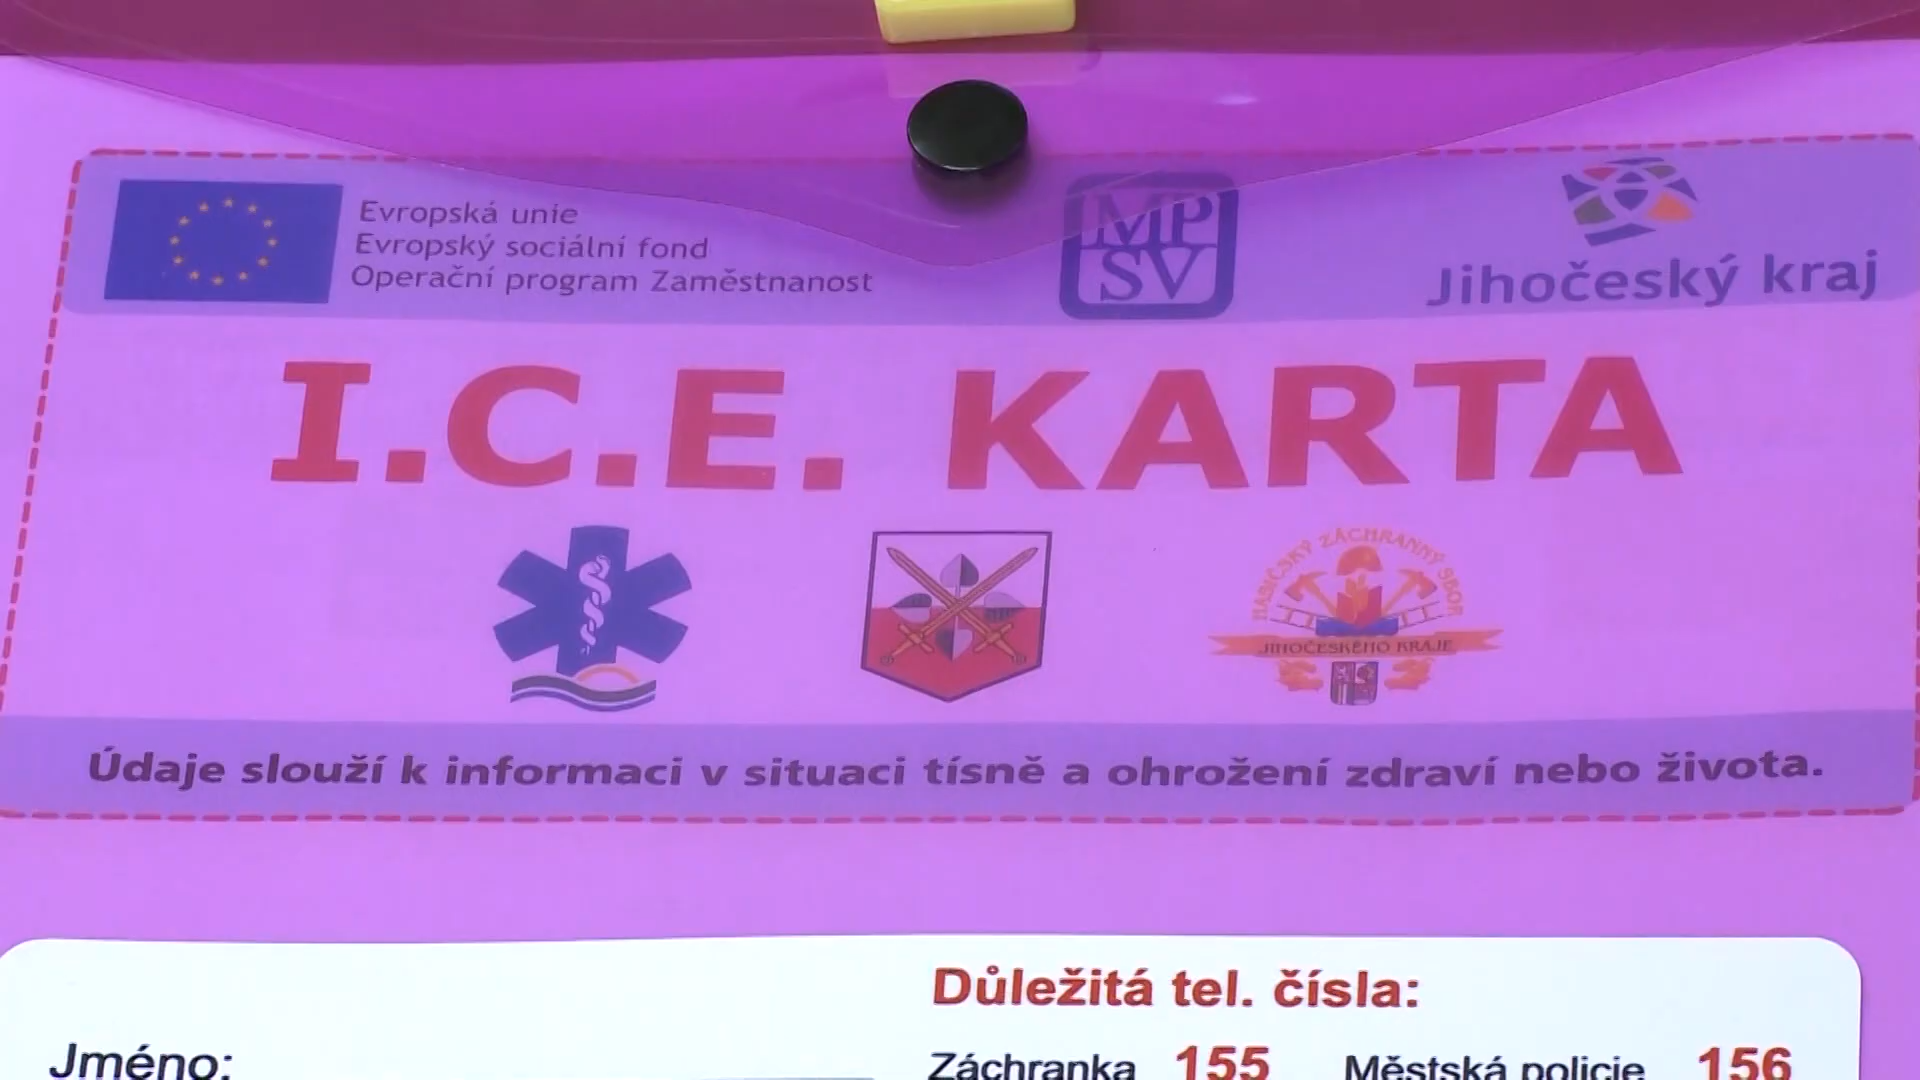 Evropská unie
Evropský sociální fond
Operační program Zaměstnanost
MP
SV
Jihočeský kraj
I.C.E. KARTA
HASIČSKÝ ZÁCHRANNÝ SBOR
JIHOČESKÉHO KRAJE
Údaje slouží k informaci v situaci tísně a ohrožení zdraví nebo života.
Důležitá tel. čísla:
Jméno:
Záchranka 155 Městská policie 156